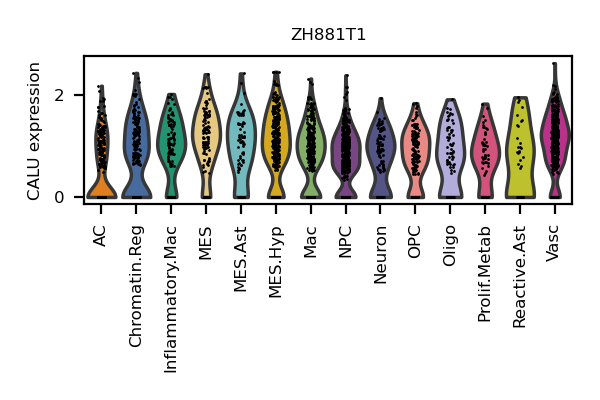 ZH881T1
CALU expression
2
0
AC
Chromatin.Reg
Inflammatory.Mac
MES
MES.Ast
MES.Hyp
Mac
NPC
Neuron
OPC
Oligo
Prolif.Metab
Reactive.Ast
Vasc